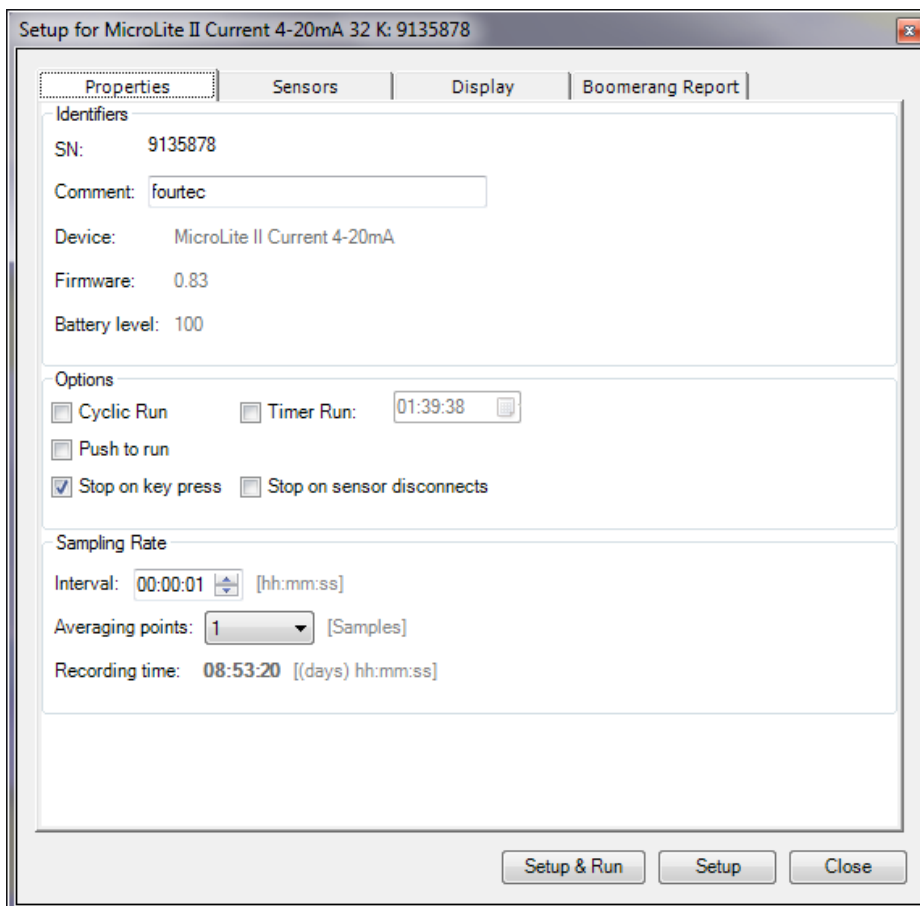 Setup for MicroLite II Current 4-20mA 32 K: 9135878
Properties Sensors Display Boomerang Report
Identifiers
SN: 9135878
Comment: fourtec
Device: MicroLite II Current 4-20mA
Firmware: 0.83
Battery level: 100
Options
Cyclic Run Timer Run: 01:39:38
Push to run
Stop on key press Stop on sensor disconnects
Sampling Rate
Interval: 00:00:01 [hh:mm:ss]
Averaging points: 1 [Samples]
Recording time: 08:53:20 [(days) hh:mm:ss]
Setup & Run Setup Close